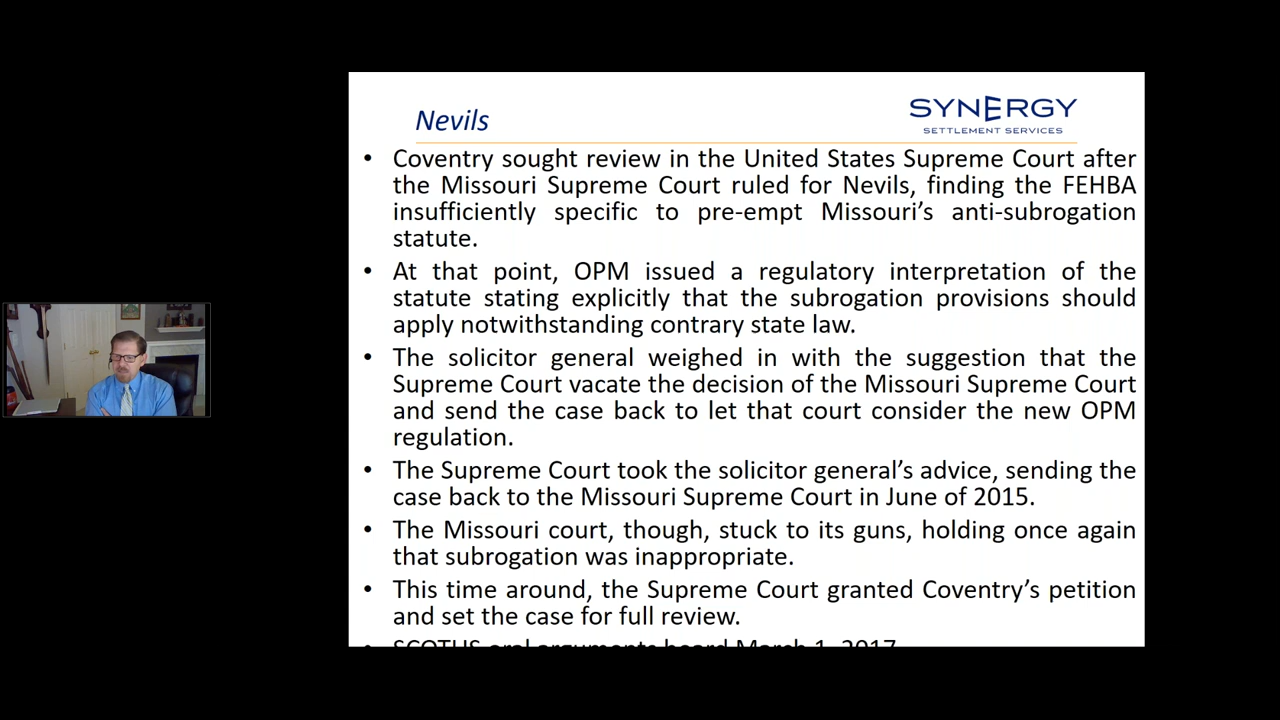 Nevils
SYNERGY
SETTLEMENT SERVICES
• Coventry sought review in the United States Supreme Court after
the Missouri Supreme Court ruled for Nevils, finding the FEHBA
insufficiently specific to pre-empt Missouri’s anti-subrogation
statute.
• At that point, OPM issued a regulatory interpretation of the
statute stating explicitly that the subrogation provisions should
apply notwithstanding contrary state law.
• The solicitor general weighed in with the suggestion that the
Supreme Court vacate the decision of the Missouri Supreme Court
and send the case back to let that court consider the new OPM
regulation.
• The Supreme Court took the solicitor general’s advice, sending the
case back to the Missouri Supreme Court in June of 2015.
• The Missouri court, though, stuck to its guns, holding once again
that subrogation was inappropriate.
• This time around, the Supreme Court granted Coventry’s petition
and set the case for full review.
• SCOTUS oral arguments heard March 1, 2017